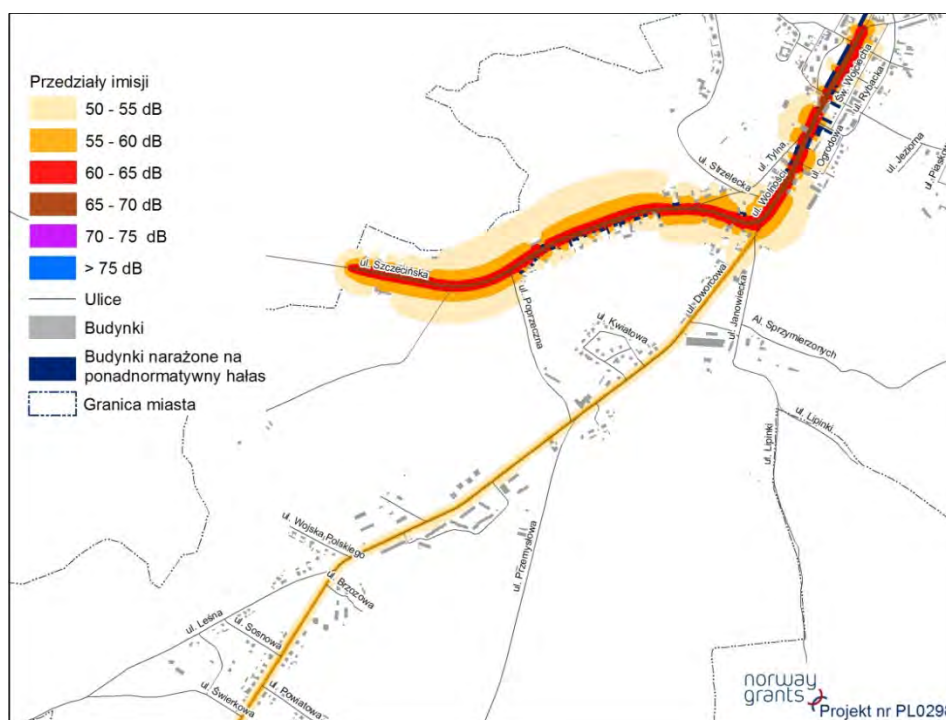 Przedziały imisji
50 - 55 dB
55 - 60 dB
60 - 65 dB
65 - 70 dB
70 - 75 dB
> 75 dB
Ulice
Budynki
Budynki narażone na
ponadnormatywny hałas
Granica miasta
Św. Wojciecha
ul. Rybacka
ul. Ogrodowa
ul. Tylna
ul. Jeziorna
ul. Strzelecka
ul. Wolności
ul. Szczecińska
ul. Dworcowa
ul. Poprzeczna
ul. Janowiecka
ul. Kwiatowa
Al. Sprzymierzonych
ul. Lipinki
ul. Lipinki
ul. Przemysłowa
ul. Wojska Polskiego
ul. Brzozowa
ul. Leśna
ul. Sosnowa
ul. Świerkowa
ul. Powiatowa
norway
grants
Projekt nr PL029